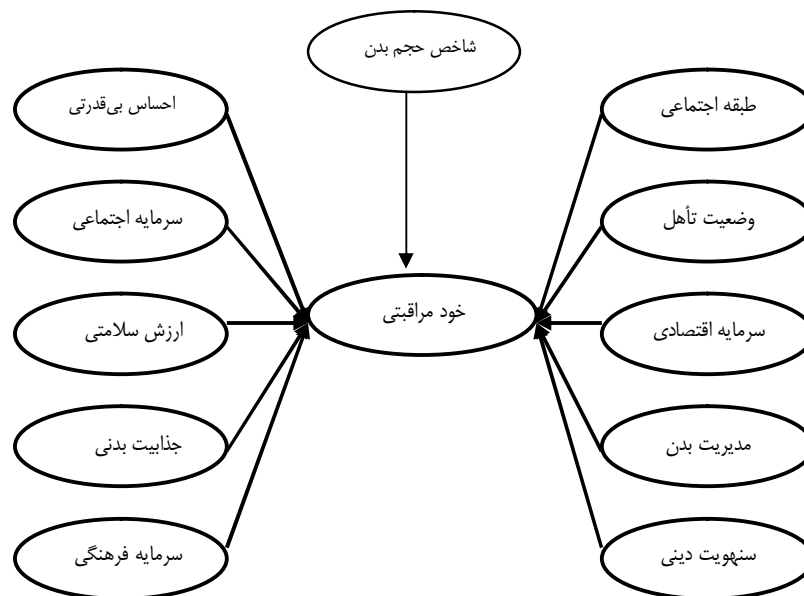 شاخص حجم بدن
طبقه اجتماعی
احساس بی‌قدرتی
وضعیت تأهل
سرمایه اجتماعی
خود مراقبتی
سرمایه اقتصادی
ارزش سلامتی
مدیریت بدن
جذابیت بدنی
سنهویت دینی
سرمایه فرهنگی